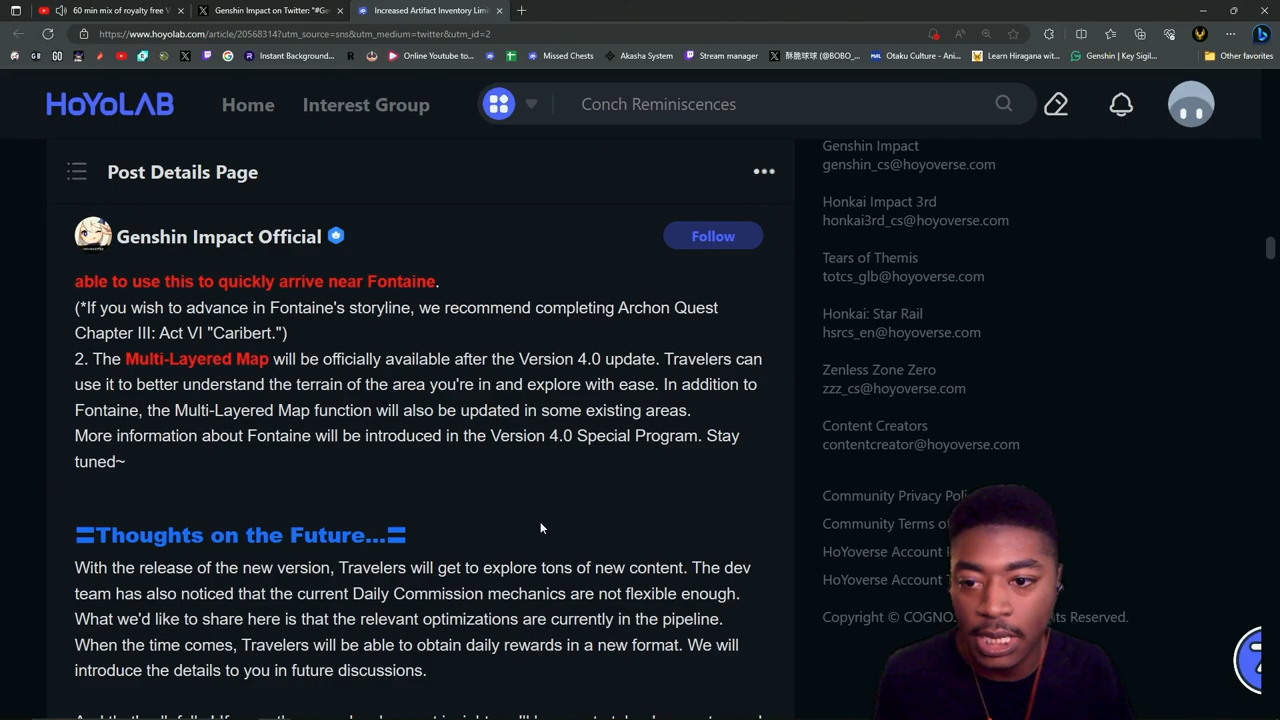 60 min mix of royalty free V
Genshin Impact on Twitter: "#Ge
Increased Artifact Inventory Limi
https://www.hoyolab.com/article/20568314?utm_source=sns&utm_medium=twitter&utm_id=2
Instant Background...
Online Youtube to...
Missed Chests
Akasha System
Stream manager
酥脆球球 (@BOBO_...
Otaku Culture - Ani...
Learn Hiragana wit...
Genshin | Key Sigil...
Other favorites
HoYoLAB
Home
Interest Group
Conch Reminiscences
Post Details Page
Genshin Impact Official
Follow
able to use this to quickly arrive near Fontaine.
(*If you wish to advance in Fontaine's storyline, we recommend completing Archon Quest
Chapter III: Act VI "Caribert.")
2. The Multi-Layered Map will be officially available after the Version 4.0 update. Travelers can
use it to better understand the terrain of the area you're in and explore with ease. In addition to
Fontaine, the Multi-Layered Map function will also be updated in some existing areas.
More information about Fontaine will be introduced in the Version 4.0 Special Program. Stay
tuned~
〓Thoughts on the Future...〓
With the release of the new version, Travelers will get to explore tons of new content. The dev
team has also noticed that the current Daily Commission mechanics are not flexible enough.
What we'd like to share here is that the relevant optimizations are currently in the pipeline.
When the time comes, Travelers will be able to obtain daily rewards in a new format. We will
introduce the details to you in future discussions.
Genshin Impact
genshin_cs@hoyoverse.com
Honkai Impact 3rd
honkai3rd_cs@hoyoverse.com
Tears of Themis
totcs_glb@hoyoverse.com
Honkai: Star Rail
hsrcs_en@hoyoverse.com
Zenless Zone Zero
zzz_cs@hoyoverse.com
Content Creators
contentcreator@hoyoverse.com
Community Privacy Poli
Community Terms of
HoYoverse Account
HoYoverse Account
Copyright © COGNO. Rights Reserved.